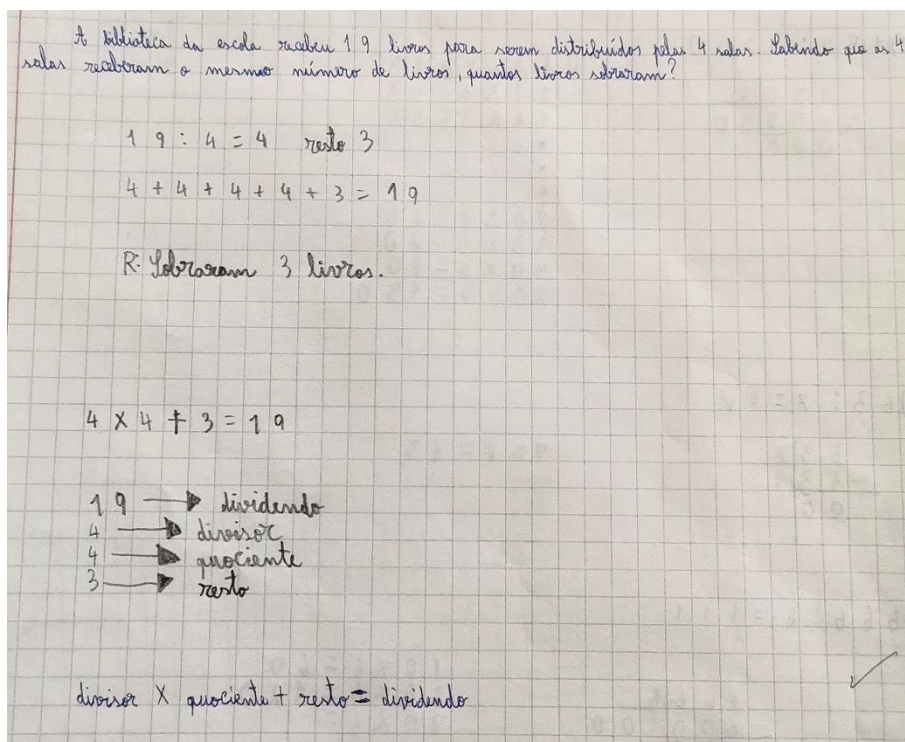 A biblioteca da escola recebeu 19 livros para serem distribuídos pelas 4 salas. Sabendo que as 4
salas receberam o mesmo número de livros, quantos livros sobraram?
19 : 4 = 4 resto 3
4 + 4 + 4 + 4 + 3 = 19
R: Sobraram 3 livros.
4 X 4 + 3 = 19
19 → dividendo
4 → divisor
4 → quociente
3 → resto
divisor X quociente + resto = dividendo